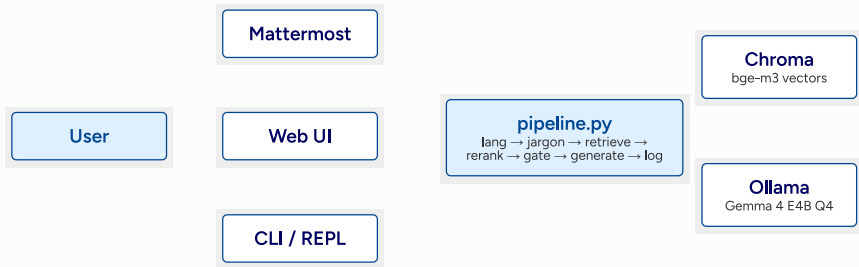 Mattermost
User
Web UI
CLI / REPL
pipeline.py
lang → jargon → retrieve →
rerank → gate → generate → log
Chroma
bge-m3 vectors
Ollama
Gemma 4 E4B Q4